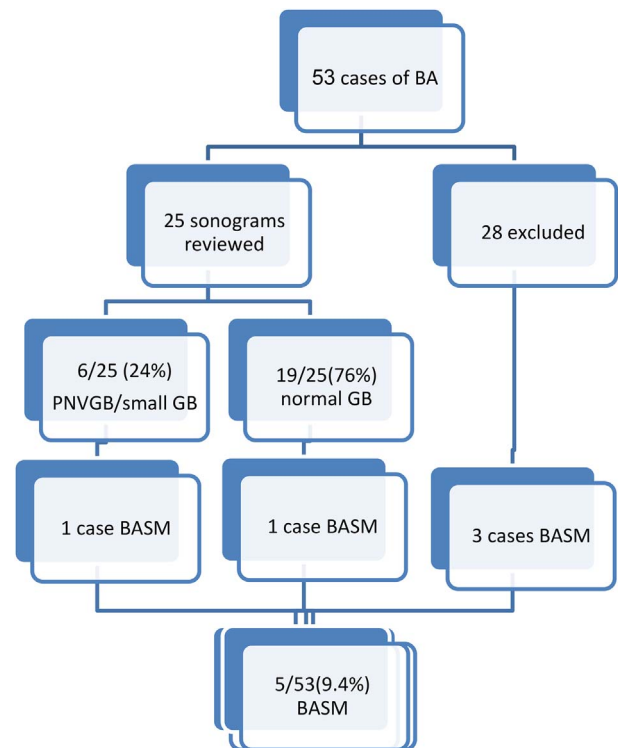 53 cases of BA
25 sonograms
reviewed
28 excluded
6/25 (24%)
PNVGB/small GB
19/25(76%)
normal GB
1 case BASM
1 case BASM
3 cases BASM
5/53(9.4%)
BASM